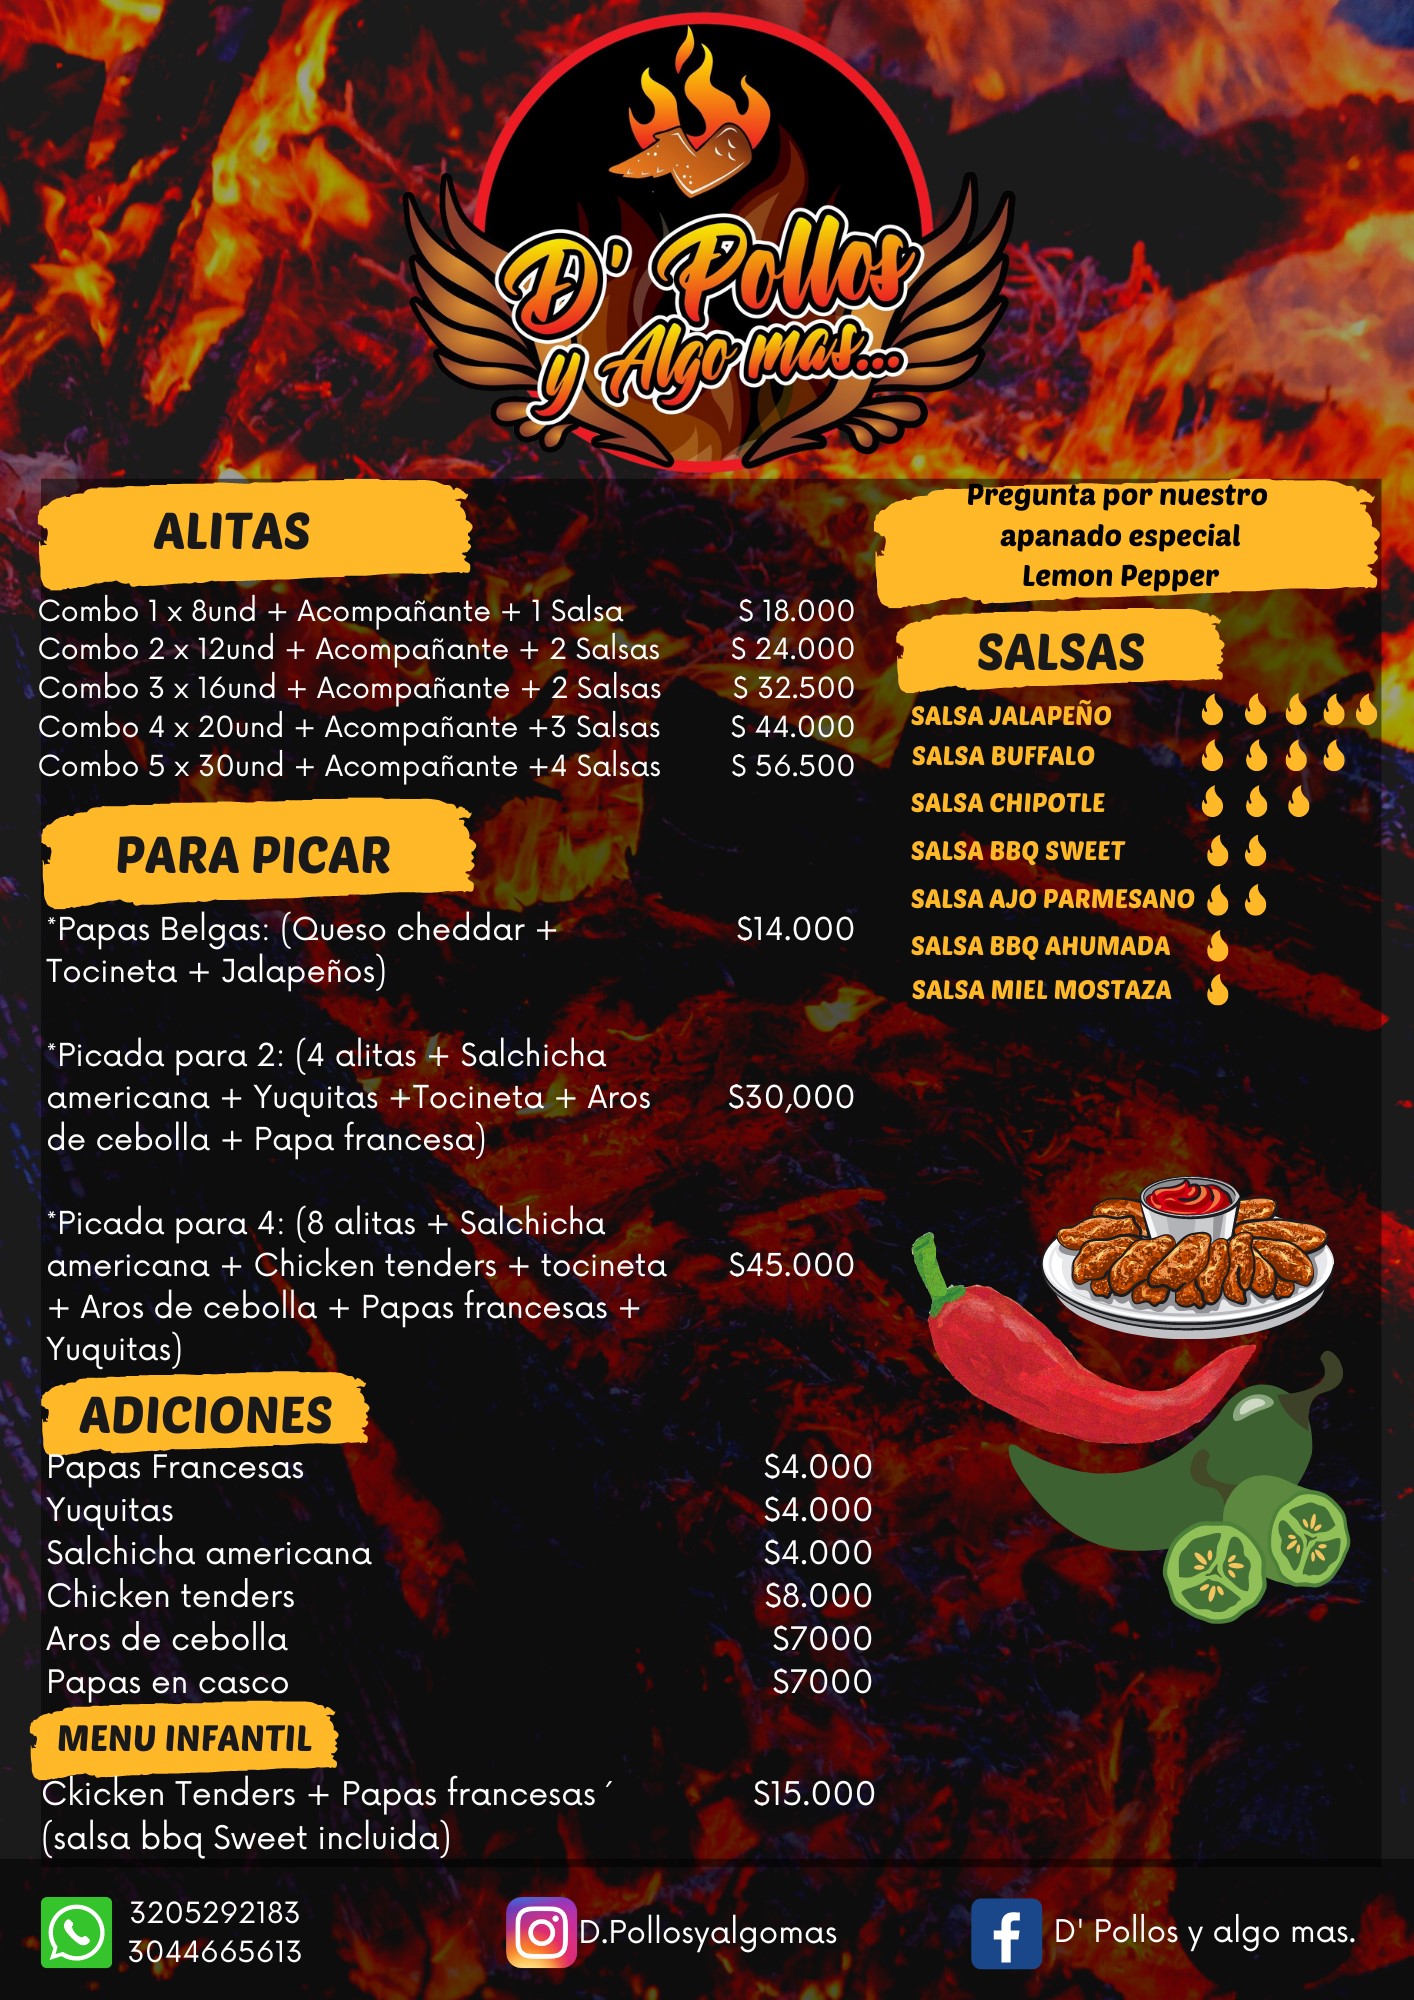 D' Pollos
y Algo mas...
ALITAS
Combo 1 x 8und + Acompañante + 1 Salsa $ 18.000
Combo 2 x 12und + Acompañante + 2 Salsas $ 24.000
Combo 3 x 16und + Acompañante + 2 Salsas $ 32.500
Combo 4 x 20und + Acompañante +3 Salsas $ 44.000
Combo 5 x 30und + Acompañante +4 Salsas $ 56.500
PARA PICAR
*Papas Belgas: (Queso cheddar + $14.000
Tocineta + Jalapeños)
*Picada para 2: (4 alitas + Salchicha
americana + Yuquitas +Tocineta + Aros $30,000
de cebolla + Papa francesa)
*Picada para 4: (8 alitas + Salchicha
americana + Chicken tenders + tocineta $45.000
+ Aros de cebolla + Papas francesas +
Yuquitas)
ADICIONES
Papas Francesas $4.000
Yuquitas $4.000
Salchicha americana $4.000
Chicken tenders $8.000
Aros de cebolla $7000
Papas en casco $7000
MENU INFANTIL
Ckicken Tenders + Papas francesas ´ $15.000
(salsa bbq Sweet incluida)
Pregunta por nuestro
apanado especial
Lemon Pepper
SALSAS
SALSA JALAPEÑO
SALSA BUFFALO
SALSA CHIPOTLE
SALSA BBQ SWEET
SALSA AJO PARMESANO
SALSA BBQ AHUMADA
SALSA MIEL MOSTAZA
3205292183
3044665613
D.Pollosyalgomas
D' Pollos y algo mas.